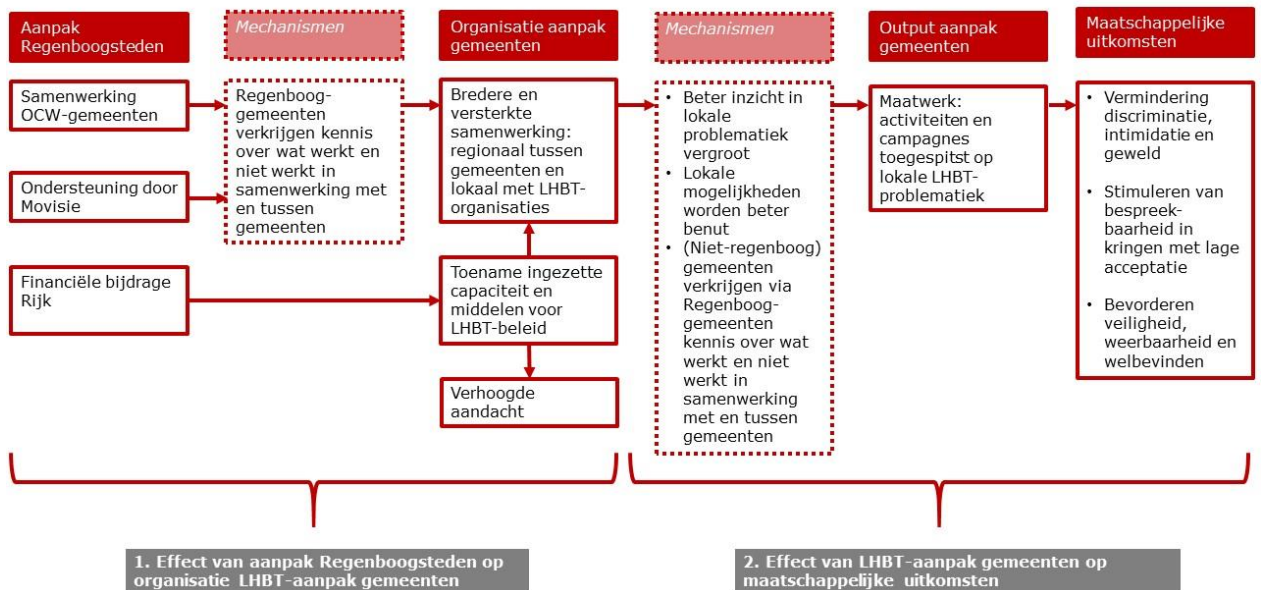 Aanpak
Regenboogsteden
Mechanismen
Organisatie aanpak
gemeenten
Mechanismen
Output aanpak
gemeenten
Maatschappelijke
uitkomsten
Samenwerking
OCW-gemeenten
Ondersteuning door
Movisie
Financiële bijdrage
Rijk
Regenboog-
gemeenten
verkrijgen kennis
over wat werkt en
niet werkt in
samenwerking met
en tussen
gemeenten
Bredere en
versterkte
samenwerking:
regionaal tussen
gemeenten en
lokaal met LHBT-
organisaties
Toename ingezette
capaciteit en
middelen voor
LHBT-beleid
Verhoogde
aandacht
• Beter inzicht in
lokale
problematiek
vergroot
• Lokale
mogelijkheden
worden beter
benut
• (Niet-regenboog)
gemeenten
verkrijgen via
Regenboog-
gemeenten
kennis over wat
werkt en niet
werkt in
samenwerking
met en tussen
gemeenten
Maatwerk:
activiteiten en
campagnes
toegespitst op
lokale LHBT-
problematiek
• Vermindering
discriminatie,
intimidatie en
geweld
• Stimuleren van
bespreek-
baarheid in
kringen met lage
acceptatie
• Bevorderen
veiligheid,
weerbaarheid en
welbevinden
1. Effect van aanpak Regenboogsteden op
organisatie LHBT-aanpak gemeenten
2. Effect van LHBT-aanpak gemeenten op
maatschappelijke uitkomsten